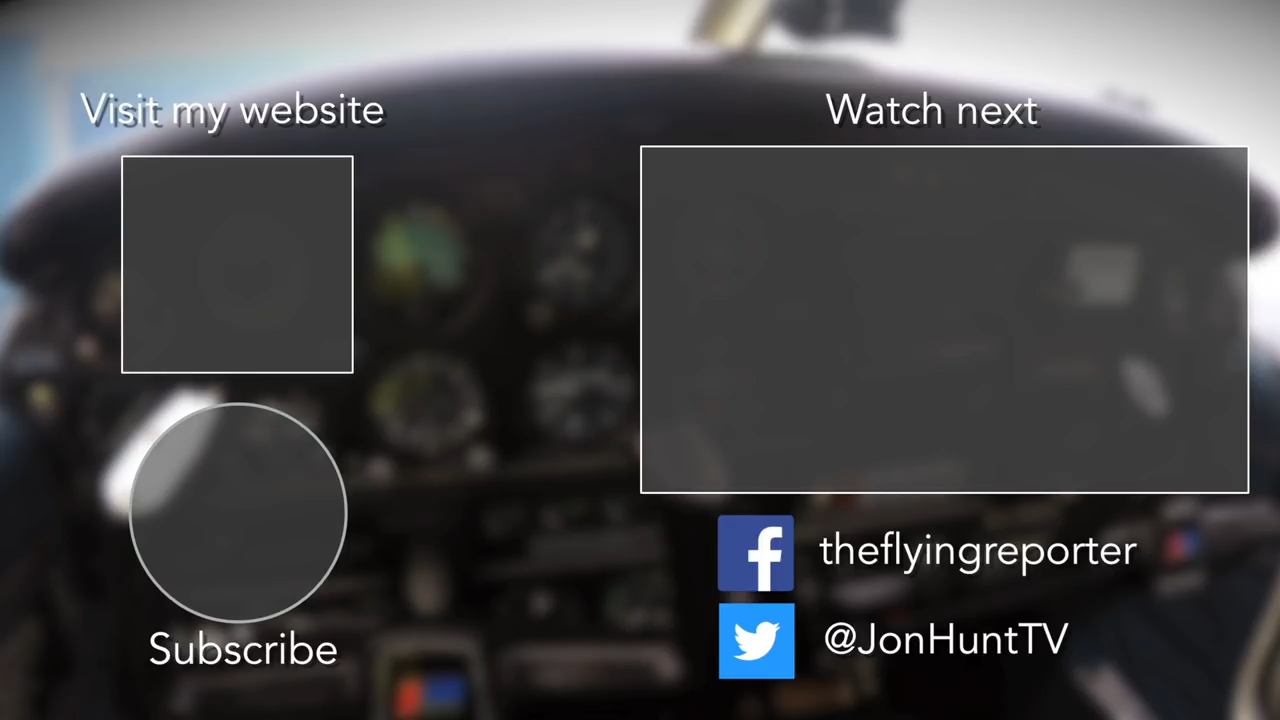 Visit my website
Watch next
theflyingreporter
@JonHuntTV
Subscribe